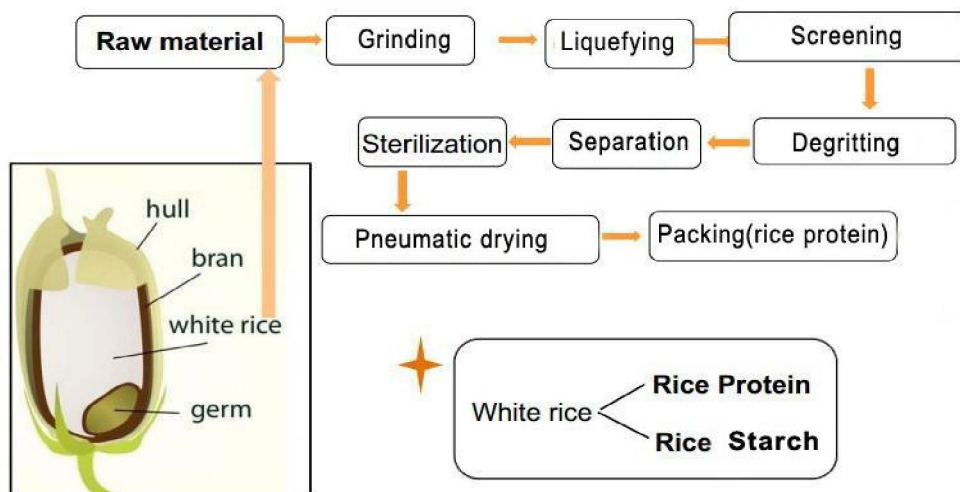 Raw material
Grinding
Liquefying
Screening
Degritting
Separation
Sterilization
Pneumatic drying
Packing(rice protein)
hull
bran
white rice
germ
White rice
Rice Protein
Rice Starch